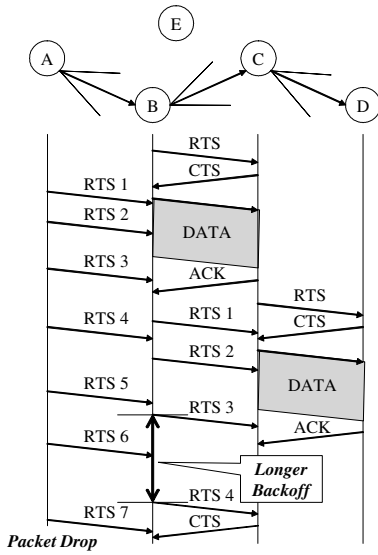 E
A
C
B
D
RTS
CTS
RTS 1
RTS 2
DATA
RTS 3
ACK
RTS
RTS 4
RTS 1
CTS
RTS 2
RTS 5
DATA
RTS 3
RTS 6
ACK
Longer
Backoff
RTS 4
RTS 7
CTS
Packet Drop